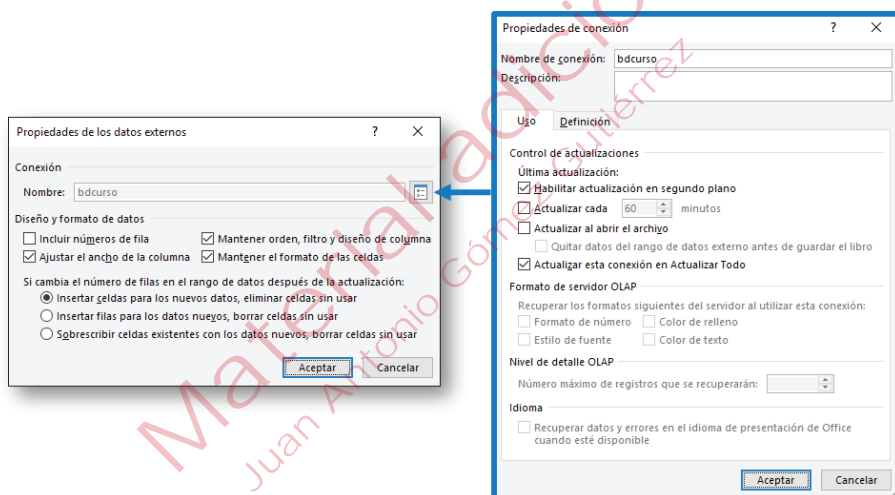 Propiedades de los datos externos
?
Conexión
Nombre: bdcurso
Diseño y formato de datos
Incluir números de fila
Mantener orden, filtro y diseño de columna
Ajustar el ancho de la columna
Mantener el formato de las celdas
Si cambia el número de filas en el rango de datos después de la actualización:
Insertar celdas para los nuevos datos, eliminar celdas sin usar
Insertar filas para los datos nuevos, borrar celdas sin usar
Sobrescribir celdas existentes con los datos nuevos, borrar celdas sin usar
Aceptar Cancelar
Propiedades de conexión
?
Nombre de conexión: bdcurso
Descripción:
Uso Definición
Control de actualizaciones
Última actualización:
Habilitar actualización en segundo plano
Actualizar cada 60 minutos
Actualizar al abrir el archivo
Quitar datos del rango de datos externo antes de guardar el libro
Actualizar esta conexión en Actualizar Todo
Formato de servidor OLAP
Recuperar los formatos siguientes del servidor al utilizar esta conexión:
Formato de número Color de relleno
Estilo de fuente Color de texto
Nivel de detalle OLAP
Número máximo de registros que se recuperarán:
Idioma
Recuperar datos y errores en el idioma de presentación de Office
cuando esté disponible
Aceptar Cancelar
Material adicio
Juan Antonio Gómez Gutiérrez